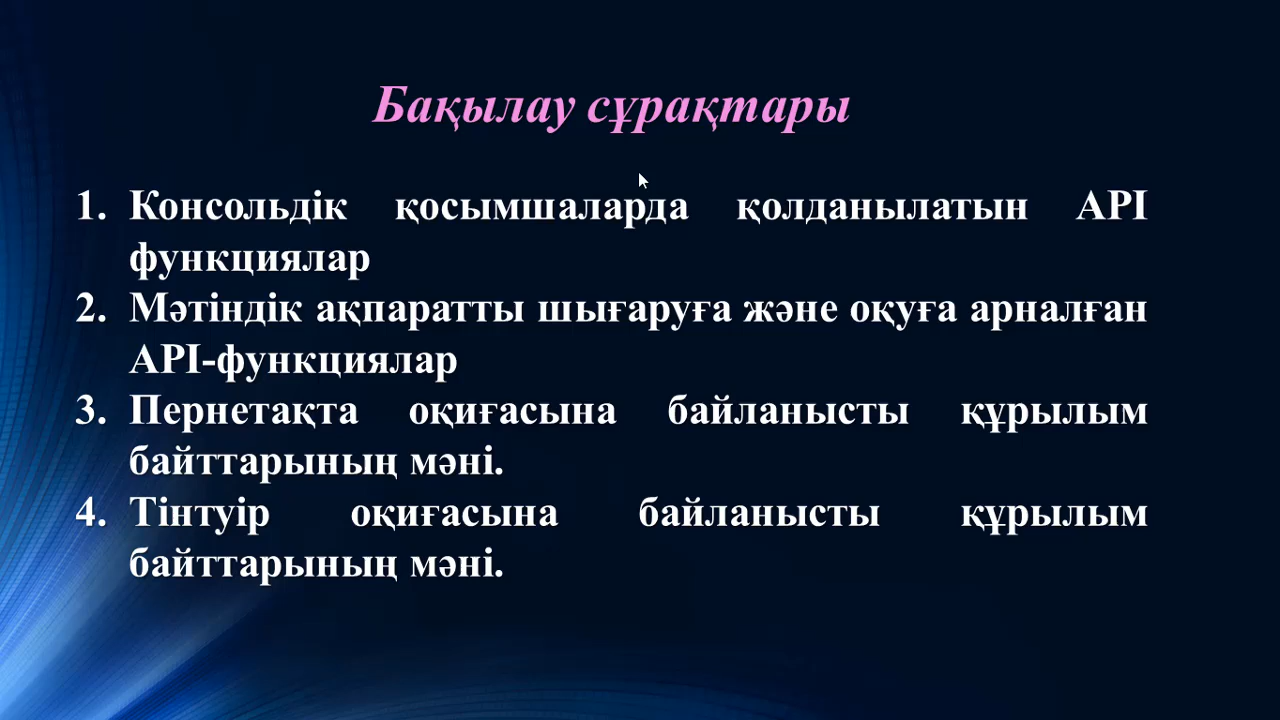 Бақылау сұрақтары
1. Консольдік қосымшаларда қолданылатын API
функциялар
2. Мәтіндік ақпаратты шығаруға және оқуға арналған
API-функциялар
3. Пернетақта оқиғасына байланысты құрылым
байттарының мәні.
4. Тінтуір оқиғасына байланысты құрылым
байттарының мәні.